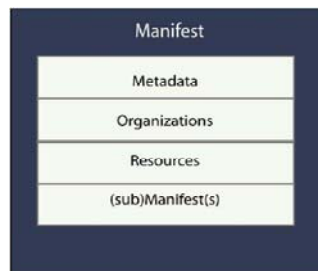 Manifest
Metadata
Organizations
Resources
(sub)Manifest(s)